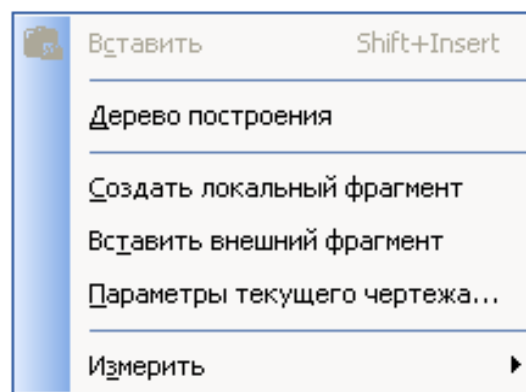 Вставить Shift+Insert
Дерево построения
Создать локальный фрагмент
Вставить внешний фрагмент
Параметры текущего чертежа...
Измерить